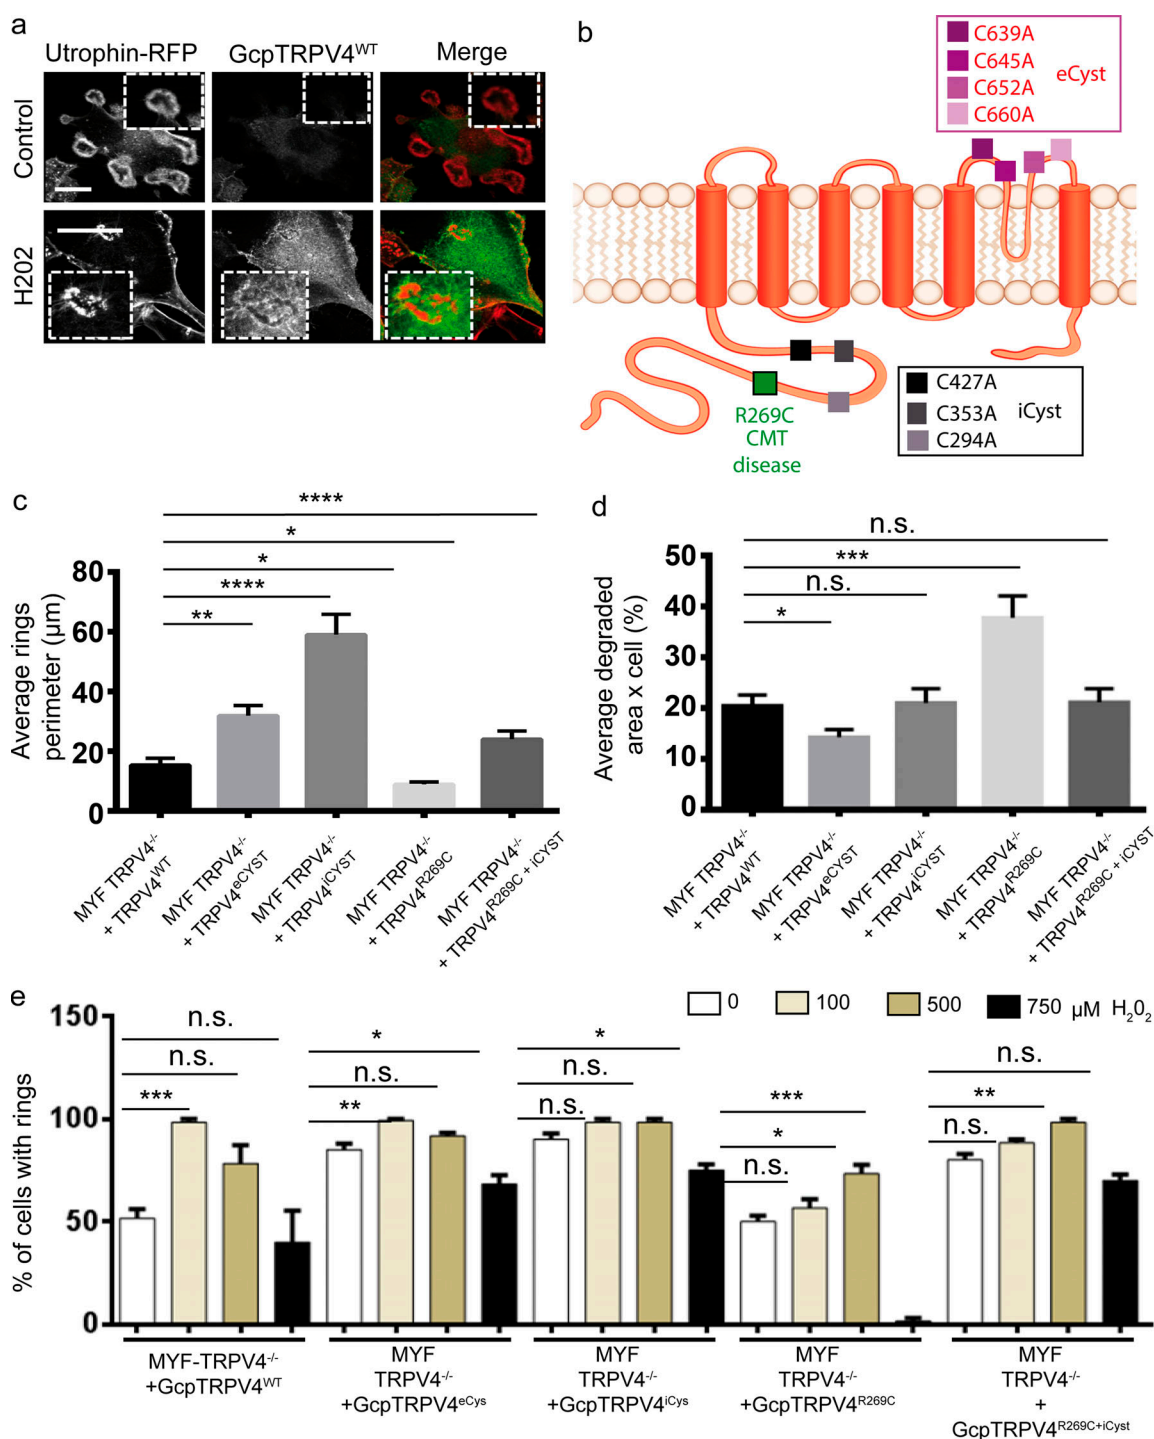 a
Utrophin-RFP GcpTRPV4WT Merge
Control
H202
b
C639A
C645A
C652A
C660A
eCyst
C427A
C353A
C294A
iCyst
R269C
CMT
disease
c
****
*
*
****
**
Average rings
perimeter (µm)
80
60
40
20
0
MYF TRPV4-/-
+ TRPV4WT
MYF TRPV4-/-
+ TRPV4eCYST
MYF TRPV4-/-
+ TRPV4iCYST
MYF TRPV4-/-
+ TRPV4R269C
MYF TRPV4-/-
+ TRPV4R269C + iCYST
d
n.s.
***
n.s.
*
Average degraded
area x cell (%)
50
40
30
20
10
0
MYF TRPV4-/-
+ TRPV4WT
MYF TRPV4-/-
+ TRPV4eCYST
MYF TRPV4-/-
+ TRPV4iCYST
MYF TRPV4-/-
+ TRPV4R269C
MYF TRPV4-/-
+ TRPV4R269C + iCYST
e
0 100 500 750 µM H202
% of cells with rings
150
100
50
0
n.s.
n.s.
***
*
n.s.
**
*
n.s.
n.s.
***
*
n.s.
n.s.
**
n.s.
MYF-TRPV4-/-
+GcpTRPV4WT
MYF
TRPV4-/-
+GcpTRPV4eCys
MYF
TRPV4-/-
+GcpTRPV4iCys
MYF
TRPV4-/-
+GcpTRPV4R269C
MYF
TRPV4-/-
+
GcpTRPV4R269C+iCyst